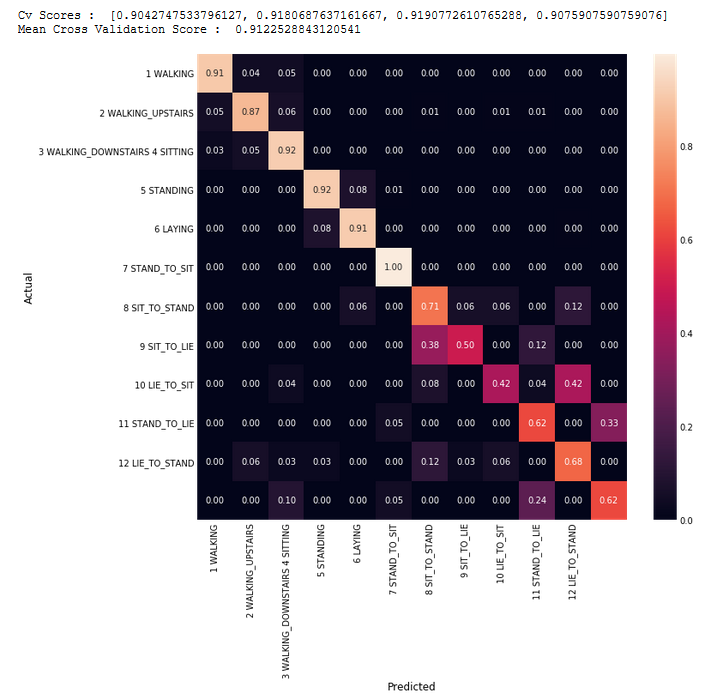 Cv Scores :  [0.9042747533796127, 0.9180687637161667, 0.9190772610765288, 0.9075907590759076]
Mean Cross Validation Score :  0.9122528843120541
1 WALKING 0.91 0.04 0.05 0.00 0.00 0.00 0.00 0.00 0.00 0.00 0.00 0.00
2 WALKING_UPSTAIRS 0.05 0.87 0.06 0.00 0.00 0.00 0.01 0.00 0.01 0.01 0.00 0.00
3 WALKING_DOWNSTAIRS 4 SITTING 0.03 0.05 0.92 0.00 0.00 0.00 0.00 0.00 0.00 0.00 0.00 0.00
0.8
5 STANDING 0.00 0.00 0.00 0.92 0.08 0.01 0.00 0.00 0.00 0.00 0.00 0.00
6 LAYING 0.00 0.00 0.00 0.08 0.91 0.00 0.00 0.00 0.00 0.00 0.00 0.00
0.6
7 STAND_TO_SIT 0.00 0.00 0.00 0.00 0.00 1.00 0.00 0.00 0.00 0.00 0.00 0.00
Actual
8 SIT_TO_STAND 0.00 0.00 0.00 0.00 0.06 0.00 0.71 0.06 0.06 0.00 0.12 0.00
0.4
9 SIT_TO_LIE 0.00 0.00 0.00 0.00 0.00 0.00 0.38 0.50 0.00 0.12 0.00 0.00
10 LIE_TO_SIT 0.00 0.00 0.04 0.00 0.00 0.00 0.08 0.00 0.42 0.04 0.42 0.00
0.2
11 STAND_TO_LIE 0.00 0.00 0.00 0.00 0.00 0.05 0.00 0.00 0.00 0.62 0.00 0.33
12 LIE_TO_STAND 0.00 0.06 0.03 0.03 0.00 0.00 0.12 0.03 0.06 0.00 0.68 0.00
0.00 0.00 0.10 0.00 0.00 0.05 0.00 0.00 0.00 0.24 0.00 0.62
0.0
1 WALKING
2 WALKING_UPSTAIRS
3 WALKING_DOWNSTAIRS 4 SITTING
5 STANDING
6 LAYING
7 STAND_TO_SIT
8 SIT_TO_STAND
9 SIT_TO_LIE
10 LIE_TO_SIT
11 STAND_TO_LIE
12 LIE_TO_STAND
Predicted